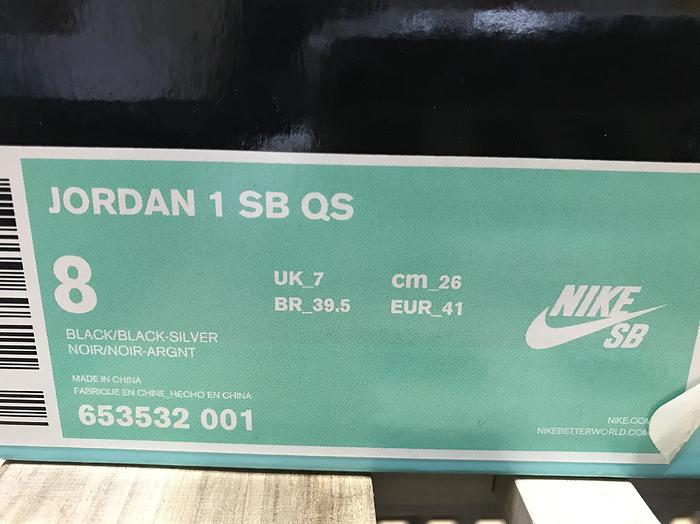 JORDAN 1 SB QS
8
UK_7 cm_26
BR_39.5 EUR_41
NIKE
SB
BLACK/BLACK-SILVER
NOIR/NOIR-ARGNT
MADE IN CHINA
FABRIQUE EN CHINE_HECHO EN CHINA
653532 001
NIKE.COM
NIKEBETTERWORLD.COM